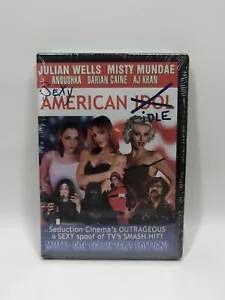 JULIAN WELLS MISTY MUNDAE
ANOUSHKA DARIAN CAINE AJ KHAN
Sexy
AMERICAN IDOL
iDLE
Seduction Cinema's OUTRAGEOUS
& SEXY spoof of TV's SMASH HIT!